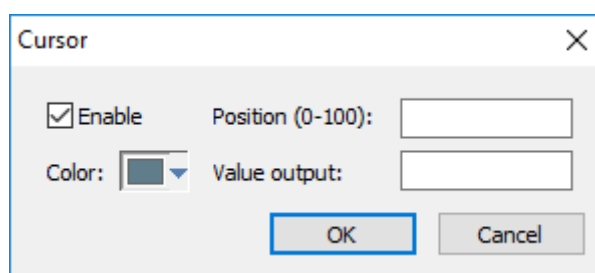 Cursor
Enable Position (0-100):
Color: Value output:
OK Cancel